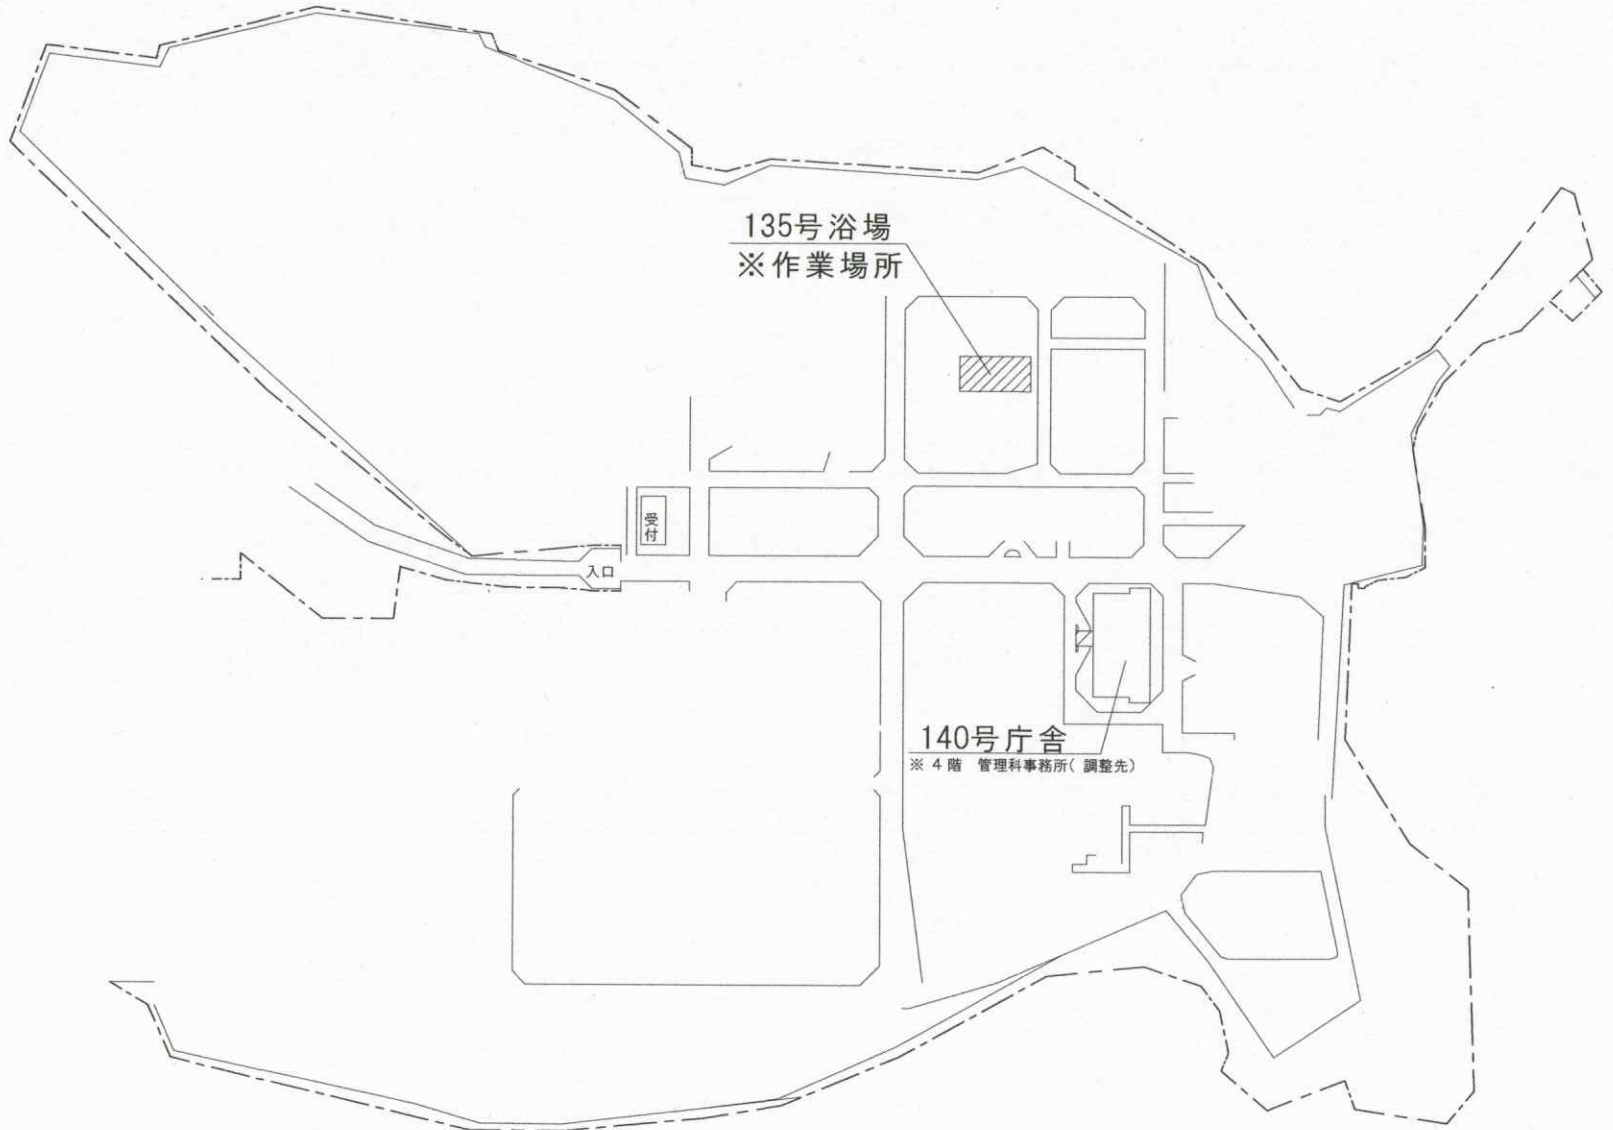 135号浴場
※作業場所
受付
入口
140号庁舎
※ 4階 管理科事務所( 調整先)